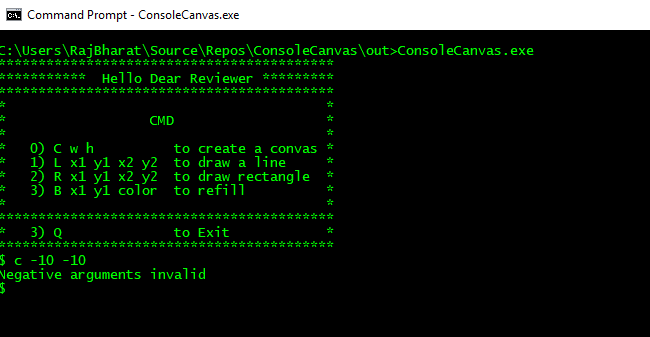 Command Prompt - ConsoleCanvas.exe
C:\Users\RajBharat\Source\Repos\ConsoleCanvas\out>ConsoleCanvas.exe
******************************************
***********  Hello Dear Reviewer *********
******************************************
*                                        *
*                  CMD                   *
*                                        *
*   0) C w h          to create a convas *
*   1) L x1 y1 x2 y2  to draw a line     *
*   2) R x1 y1 x2 y2  to draw rectangle  *
*   3) B x1 y1 color  to refill          *
*                                        *
******************************************
*   3) Q              to Exit            *
******************************************
$ c -10 -10
Negative arguments invalid
$